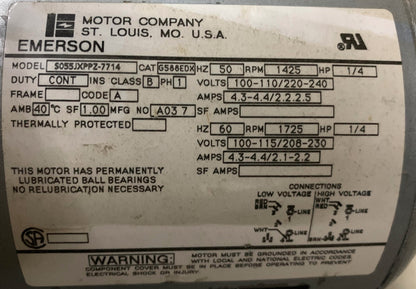 MOTOR COMPANY
ST. LOUIS, MO. U.S.A.
EMERSON
MODEL S055JXPPZ-7714 CAT G588EDX HZ 50 RPM 1425 HP 1/4
DUTY CONT INS CLASS B PH 1 VOLTS 100-110/220-240
FRAME CODE A AMPS 4.3-4.4/2.2.2.5
AMB 40°C SF 1.00 MFG NO A03 7 SF AMPS
THERMALLY PROTECTED HZ 60 RPM 1725 HP 1/4
VOLTS 100-115/208-230
AMPS 4.3-4.4/2.1-2.2
THIS MOTOR HAS PERMANENTLY SF AMPS
LUBRICATED BALL BEARINGS
NO RELUBRICATION NECESSARY
CONNECTIONS
LOW VOLTAGE HIGH VOLTAGE
WHT
RED
LINE
LINE
WHT
LINE
LINE
WARNING: MOTOR MUST BE GROUNDED IN ACCORDANCE
WITH LOCAL AND NATIONAL ELECTRIC CODES.
COMPONENT COVER MUST BE IN PLACE BEFORE OPERATING TO PREVENT
ELECTRICAL SHOCK OR INJURY.